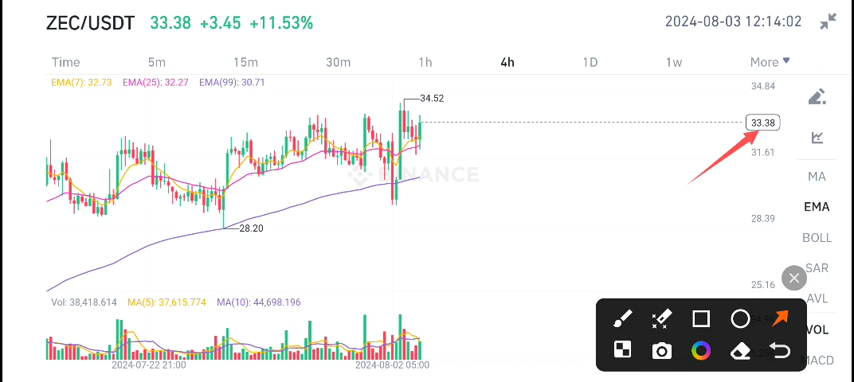 ZEC/USDT 33.38 +3.45 +11.53% 2024-08-03 12:14:02
Time 5m 15m 30m 1h 4h 1D 1w More
EMA(7): 32.73 EMA(25): 32.27 EMA(99): 30.71
34.84
34.52
33.38
31.61
BINANCE
MA
EMA
28.39
28.20
BOLL
SAR
25.16
AVL
Vol: 38,418.614 MA(5): 37,615.774 MA(10): 44,698.196
VOL
MACD
2024-07-22 21:00 2024-08-02 05:00